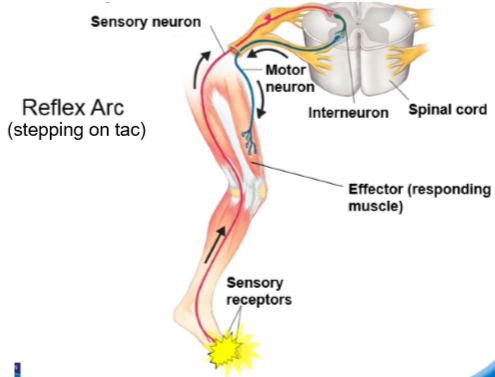 Sensory neuron
Motor
neuron
Interneuron
Spinal cord
Reflex Arc
(stepping on tac)
Effector (responding
muscle)
Sensory
receptors